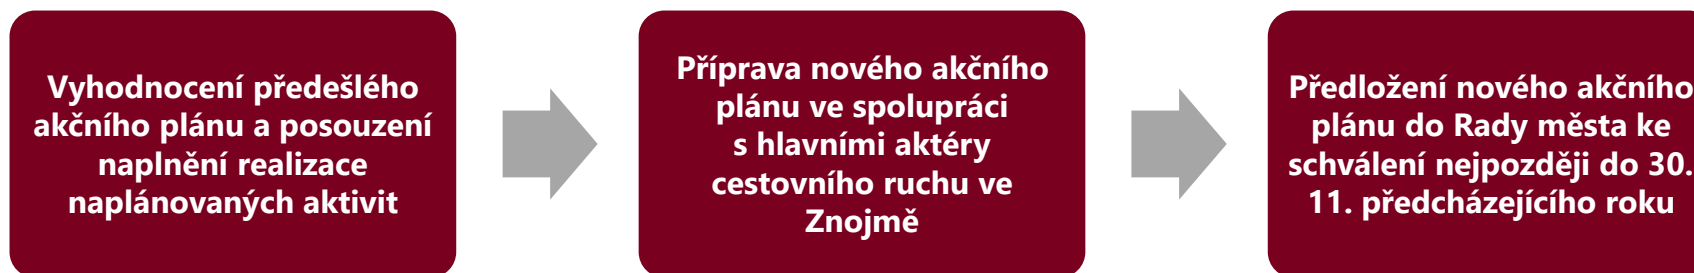 Vyhodnocení předešlého
akčního plánu a posouzení
naplnění realizace
naplánovaných aktivit
Příprava nového akčního
plánu ve spolupráci
s hlavními aktéry
cestovního ruchu ve
Znojmě
Předložení nového akčního
plánu do Rady města ke
schválení nejpozději do 30.
11. předcházejícího roku